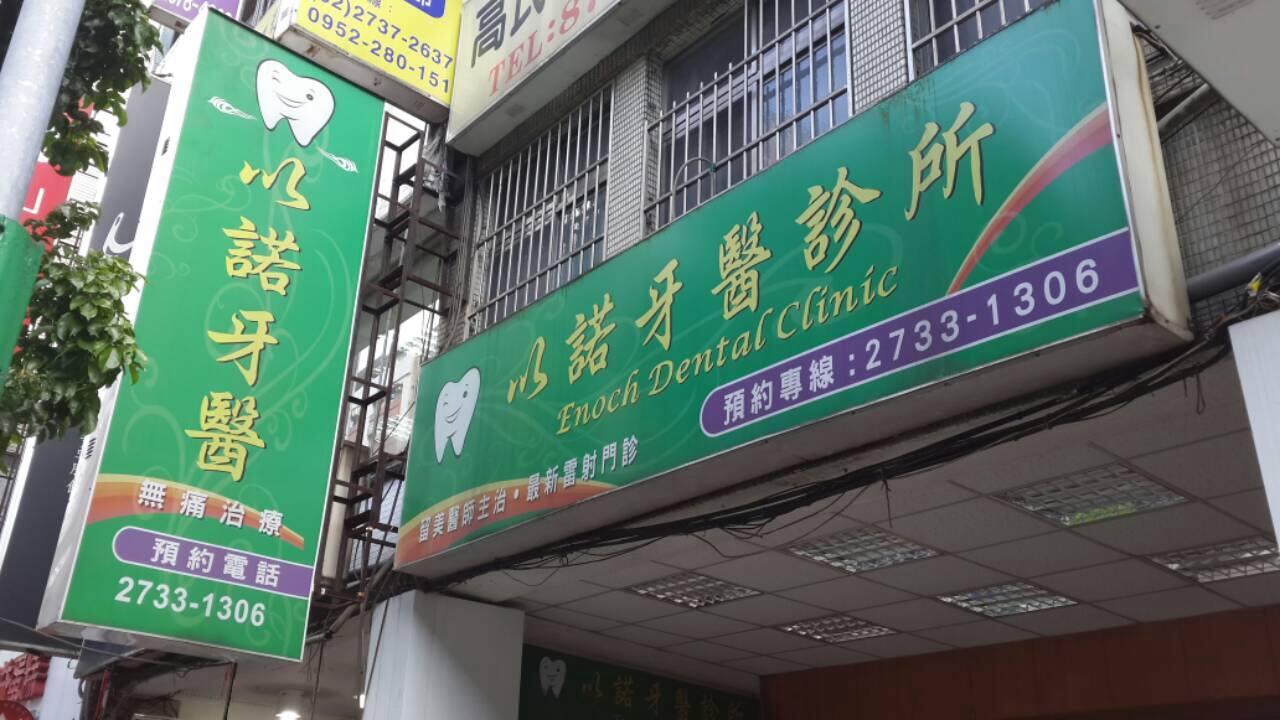 以諾牙醫
無痛治療
預約電話
2733-1306
(02)2737-2637
0952-280-151
高
TEL:8
以諾牙醫診所
Enoch Dental Clinic
預約專線:2733-1306
留美醫師主治・最新雷射門診
以諾牙醫診所